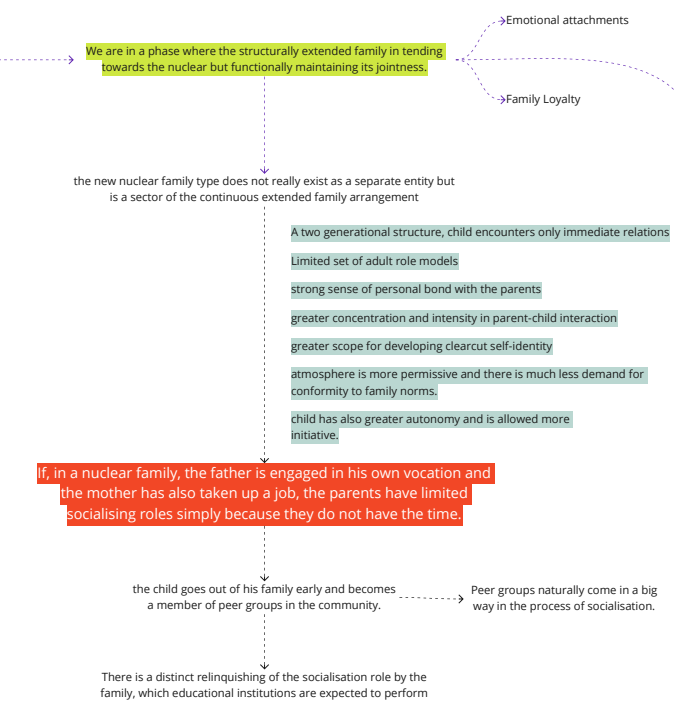 Emotional attachments
We are in a phase where the structurally extended family in tending
towards the nuclear but functionally maintaining its jointness.
Family Loyalty
the new nuclear family type does not really exist as a separate entity but
is a sector of the continuous extended family arrangement
A two generational structure, child encounters only immediate relations
Limited set of adult role models
strong sense of personal bond with the parents
greater concentration and intensity in parent-child interaction
greater scope for developing clearcut self-identity
atmosphere is more permissive and there is much less demand for
conformity to family norms.
child has also greater autonomy and is allowed more
initiative.
If, in a nuclear family, the father is engaged in his own vocation and
the mother has also taken up a job, the parents have limited
socialising roles simply because they do not have the time.
the child goes out of his family early and becomes
a member of peer groups in the community.
Peer groups naturally come in a big
way in the process of socialisation.
There is a distinct relinquishing of the socialisation role by the
family, which educational institutions are expected to perform